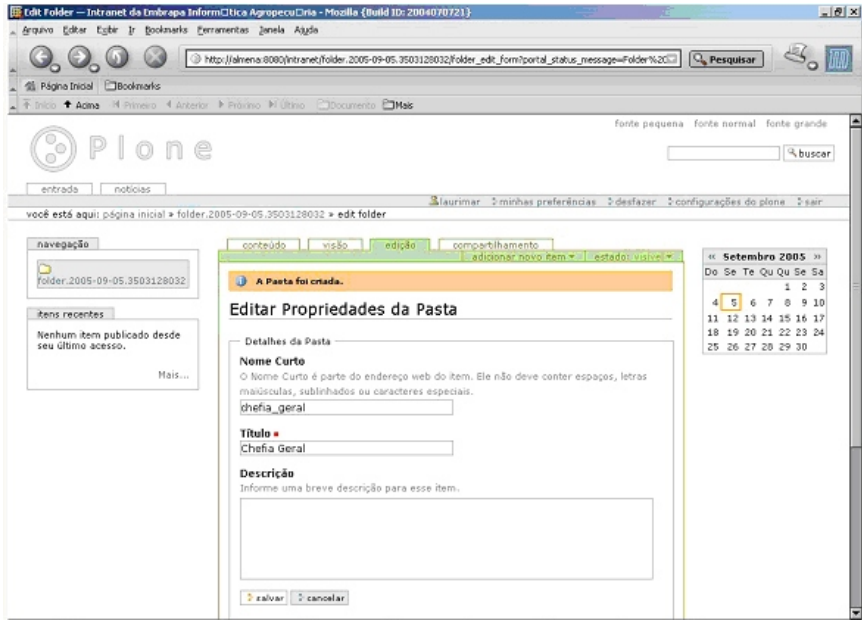 Edit Folder — Intranet da Embrapa Inform□tica Agropecu□ria - Mozilla {Build ID: 2004070721}
Arquivo Editar Exibir Ir Bookmarks Ferramentas Janela Ajuda
http://almena:8080/intranet/folder.2005-09-05.3503128032/folder_edit_form?portal_status_message=Folder%20 Pesquisar
Página Inicial Bookmarks
Início Acima Primeiro Anterior Próximo Último Documento Mais
fonte pequena fonte normal fonte grande
Plone
buscar
entrada notícias
laurimar minhas preferências desfazer configurações do plone sair
você está aqui: página inicial » folder.2005-09-05.3503128032 » edit folder
navegação
folder.2005-09-05.3503128032
itens recentes
Nenhum item publicado desde
seu último acesso.
Mais...
conteúdo visão edição compartilhamento
adicionar novo item estado: visível
A Pasta foi criada.
Editar Propriedades da Pasta
Detalhes da Pasta
Nome Curto
O Nome Curto é parte do endereço web do item. Ele não deve conter espaços, letras
maiúsculas, sublinhados ou caracteres especiais.
chefia_geral
Título
Chefia Geral
Descrição
Informe uma breve descrição para esse item.
salvar cancelar
« Setembro 2005 »
Do Se Te Qu Qu Se Sa
1 2 3
4 5 6 7 8 9 10
11 12 13 14 15 16 17
18 19 20 21 22 23 24
25 26 27 28 29 30